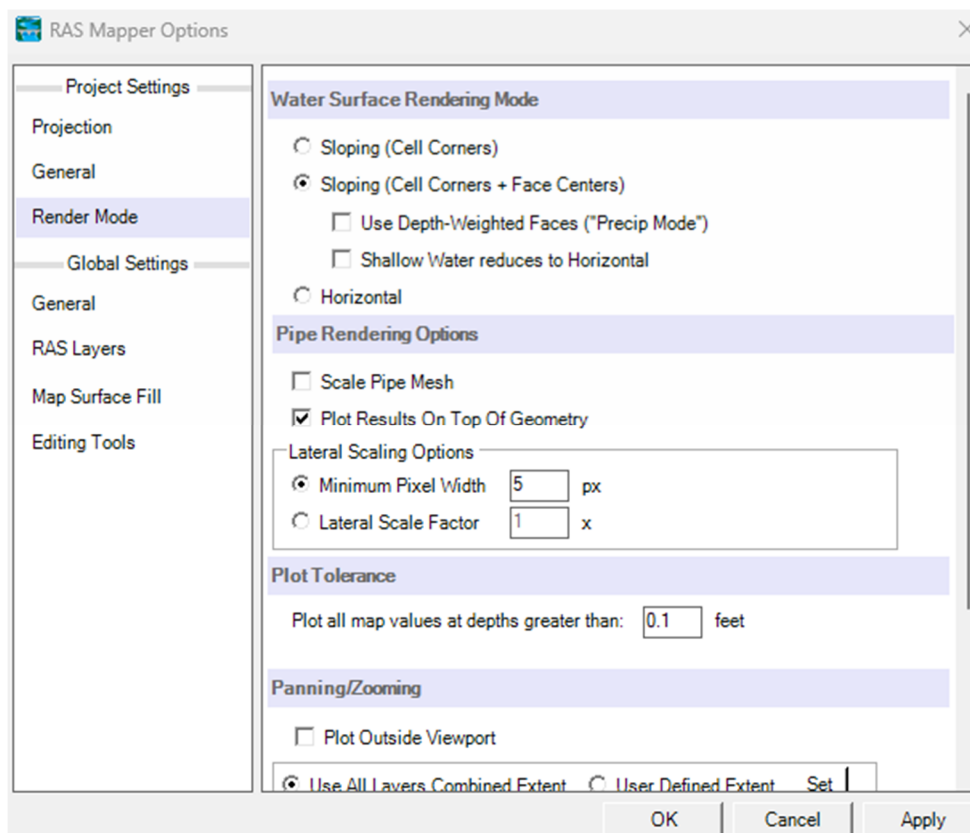 RAS Mapper Options
Project Settings
Projection
General
Render Mode
Global Settings
General
RAS Layers
Map Surface Fill
Editing Tools
Water Surface Rendering Mode
Sloping (Cell Corners)
Sloping (Cell Corners + Face Centers)
Use Depth-Weighted Faces ("Precip Mode")
Shallow Water reduces to Horizontal
Horizontal
Pipe Rendering Options
Scale Pipe Mesh
Plot Results On Top Of Geometry
Lateral Scaling Options
Minimum Pixel Width 5 px
Lateral Scale Factor 1 x
Plot Tolerance
Plot all map values at depths greater than: 0.1 feet
Panning/Zooming
Plot Outside Viewport
Use All Layers Combined Extent User Defined Extent Set
OK Cancel Apply